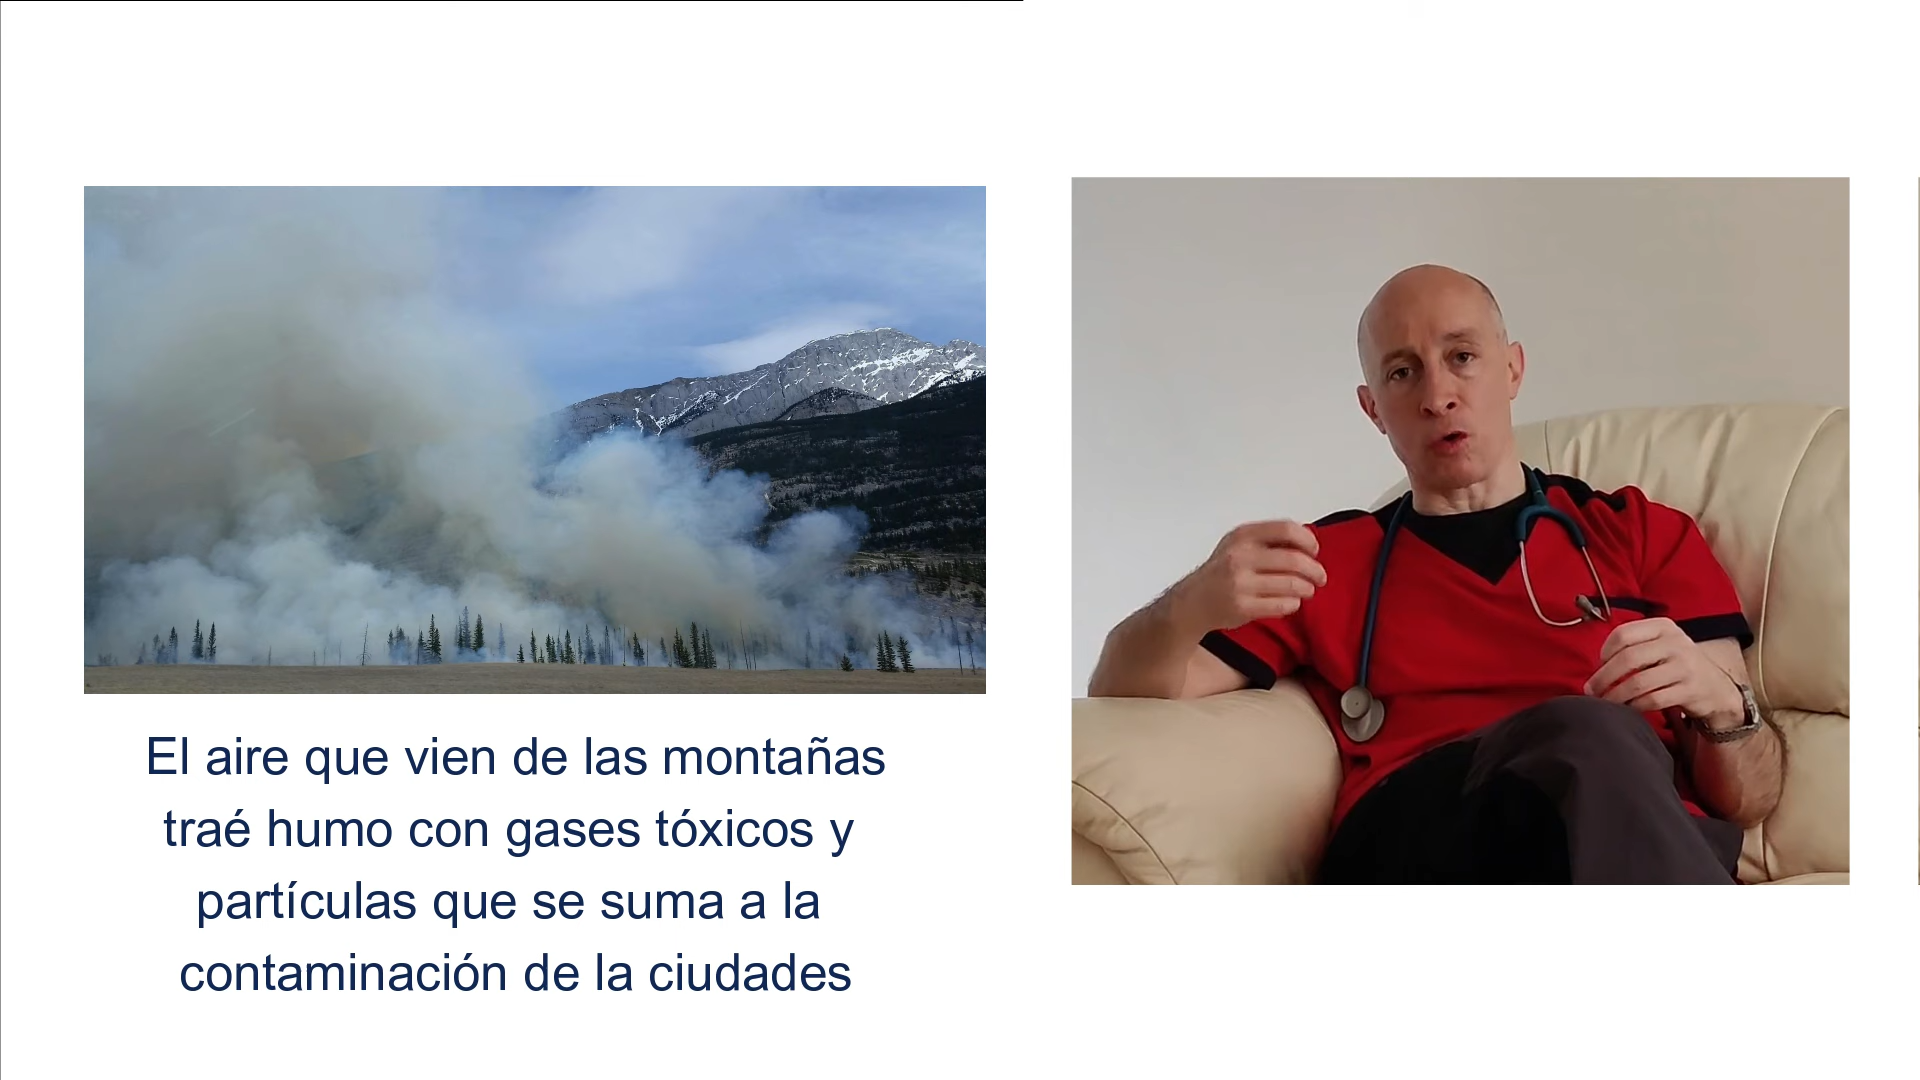 El aire que vien de las montañas
traé humo con gases tóxicos y
partículas que se suma a la
contaminación de la ciudades